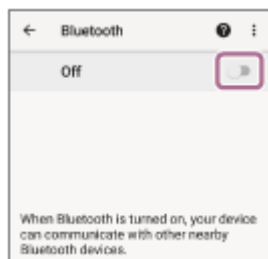 Bluetooth
Off
When Bluetooth is turned on, your device
can communicate with other nearby
Bluetooth devices.